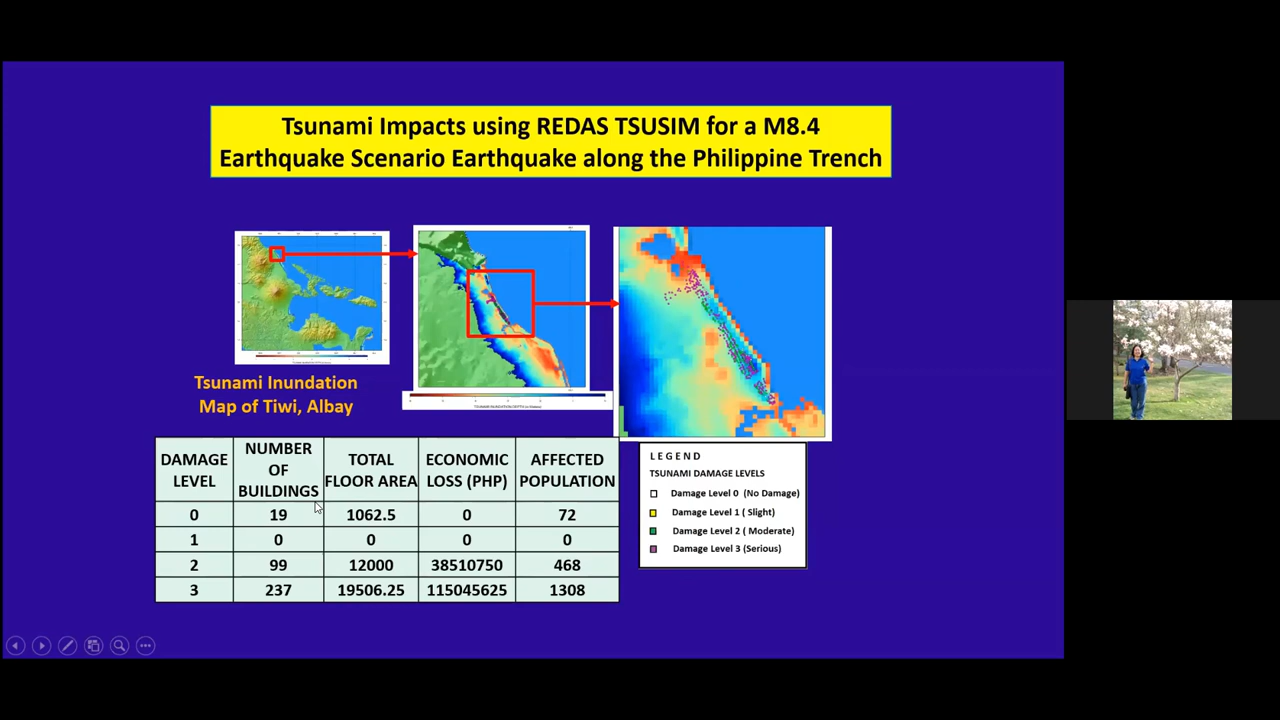 Tsunami Impacts using REDAS TSUSIM for a M8.4
Earthquake Scenario Earthquake along the Philippine Trench
Tsunami Inundation
Map of Tiwi, Albay
DAMAGE LEVEL NUMBER OF BUILDINGS TOTAL FLOOR AREA ECONOMIC LOSS (PHP) AFFECTED POPULATION
0 19 1062.5 0 72
1 0 0 0 0
2 99 12000 38510750 468
3 237 19506.25 115045625 1308
LEGEND
TSUNAMI DAMAGE LEVELS
Damage Level 0 (No Damage)
Damage Level 1 ( Slight)
Damage Level 2 ( Moderate)
Damage Level 3 (Serious)